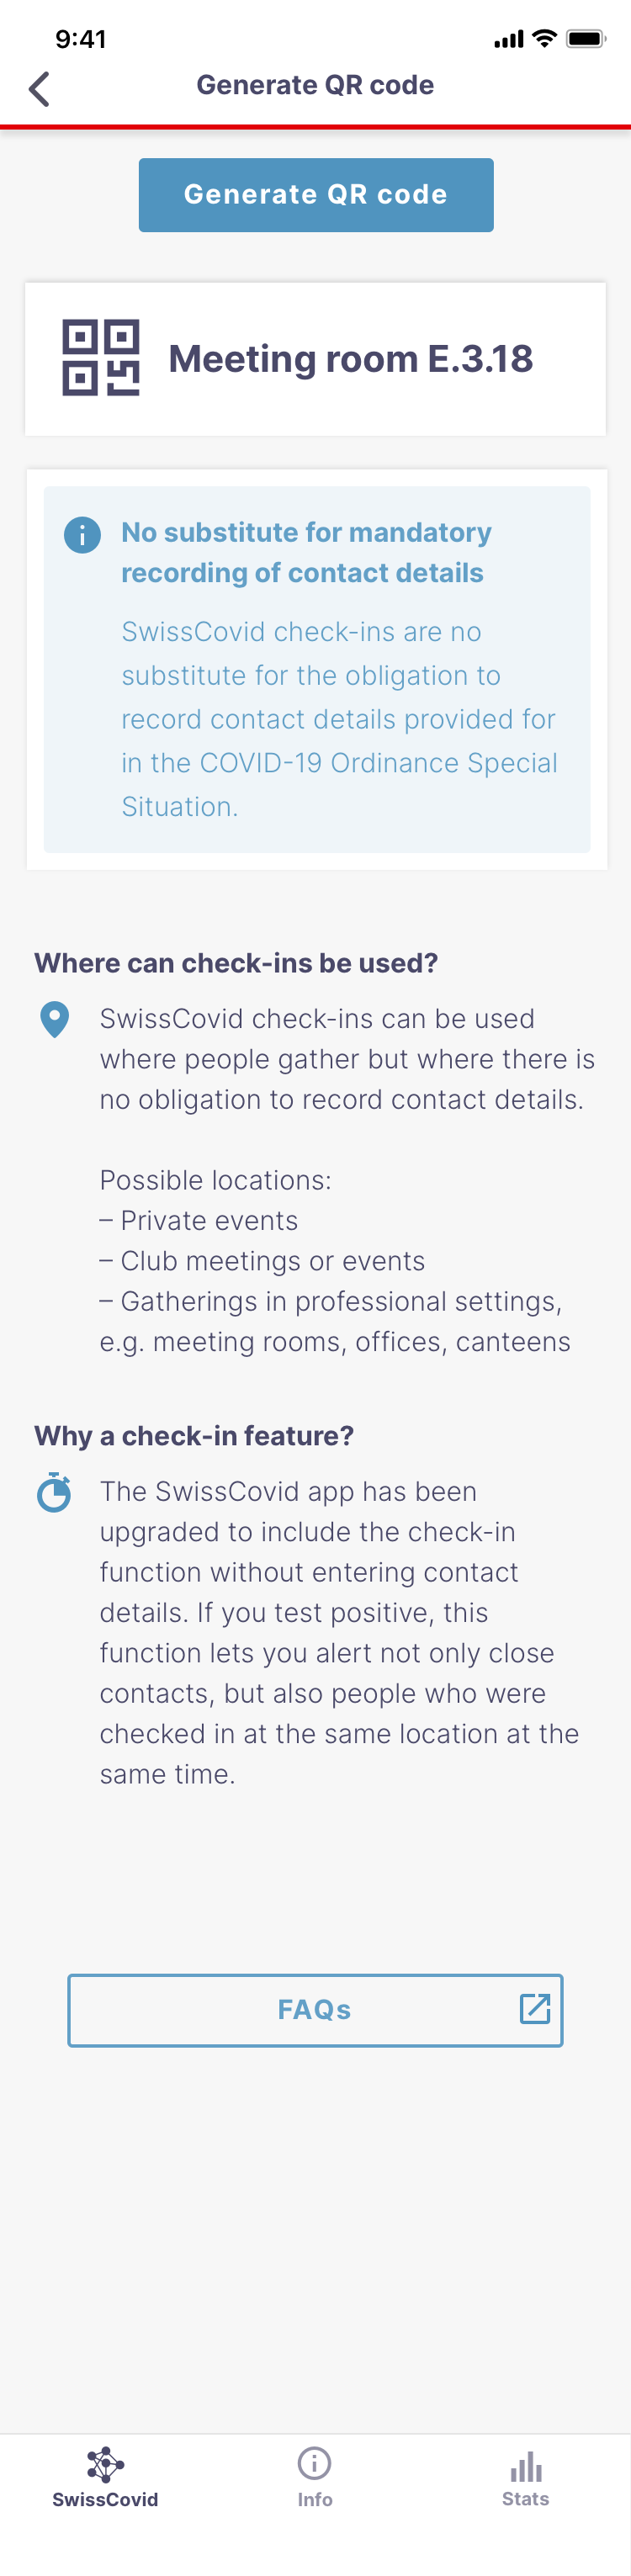 9:41
Generate QR code
Generate QR code
Meeting room E.3.18
No substitute for mandatory
recording of contact details
SwissCovid check-ins are no
substitute for the obligation to
record contact details provided for
in the COVID-19 Ordinance Special
Situation.
Where can check-ins be used?
SwissCovid check-ins can be used
where people gather but where there is
no obligation to record contact details.
Possible locations:
– Private events
– Club meetings or events
– Gatherings in professional settings,
e.g. meeting rooms, offices, canteens
Why a check-in feature?
The SwissCovid app has been
upgraded to include the check-in
function without entering contact
details. If you test positive, this
function lets you alert not only close
contacts, but also people who were
checked in at the same location at the
same time.
FAQs
SwissCovid
Info
Stats